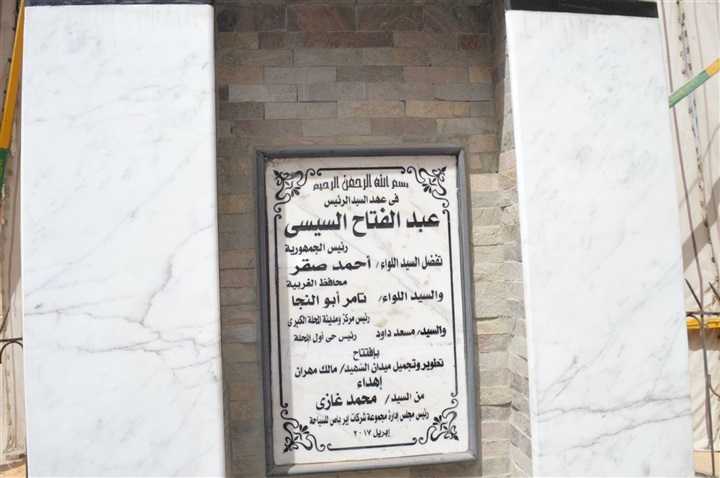 بسم الله الرحمن الرحيم
فى عهد السيد الرئيس
عبد الفتاح السيسى
رئيس الجمهورية
تفضل السيد اللواء/ أحمد صقر
محافظ الغربية
والسيد اللواء/ تامر أبو النجا
رئيس مركز ومدينة المحلة الكبرى
والسيد/ مسعد داود رئيس حى أول المحلة
بإفتتاح
تطوير وتجميل ميدان الشهيد/ مالك مهران
إهداء
من السيد/ محمد غازى
رئيس مجلس إدارة مجموعة شركات إير باص للسياحة
إبريل ٢٠١٧